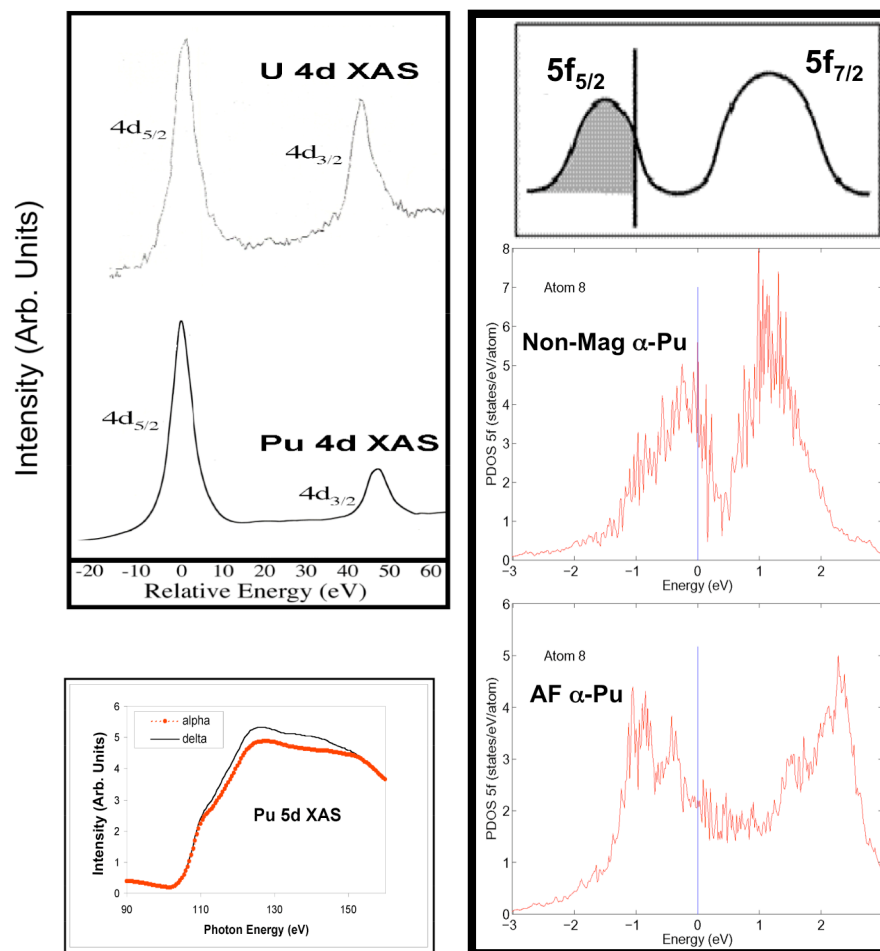 Intensity (Arb. Units)
U 4d XAS
4d5/2
4d3/2
Pu 4d XAS
4d5/2
4d3/2
-20 -10 0 10 20 30 40 50 60
Relative Energy (eV)
5f5/2
5f7/2
8
7
6
5
4
3
2
1
0
PDOS 5f (states/eV/atom)
Atom 8
Non-Mag α-Pu
−3 −2 −1 0 1 2
Energy (eV)
6
5
4
3
2
1
0
PDOS 5f (states/eV/atom)
Atom 8
AF α-Pu
−3 −2 −1 0 1 2
Energy (eV)
6
5
4
3
2
1
0
Intensity (Arb. Units)
alpha
delta
Pu 5d XAS
90 110 130 150
Photon Energy (eV)